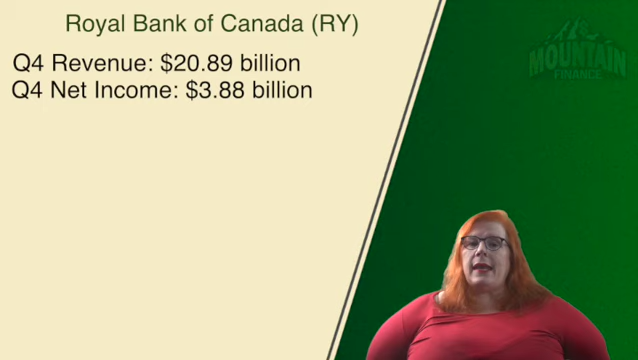 Royal Bank of Canada (RY)
Q4 Revenue: $20.89 billion
Q4 Net Income: $3.88 billion
MOUNTAIN
FINANCE